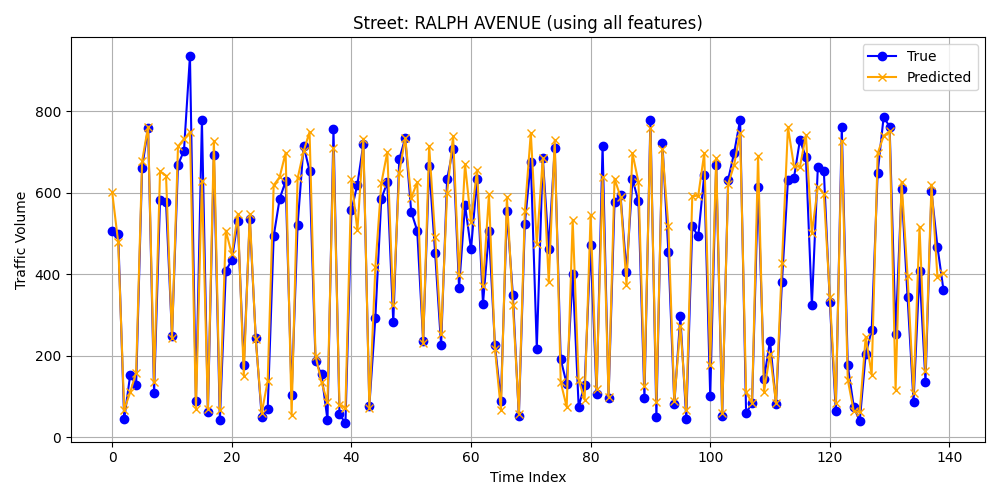 Street: RALPH AVENUE (using all features)
True
Predicted
Traffic Volume
800
600
400
200
0
0 20 40 60 80 100 120 140
Time Index